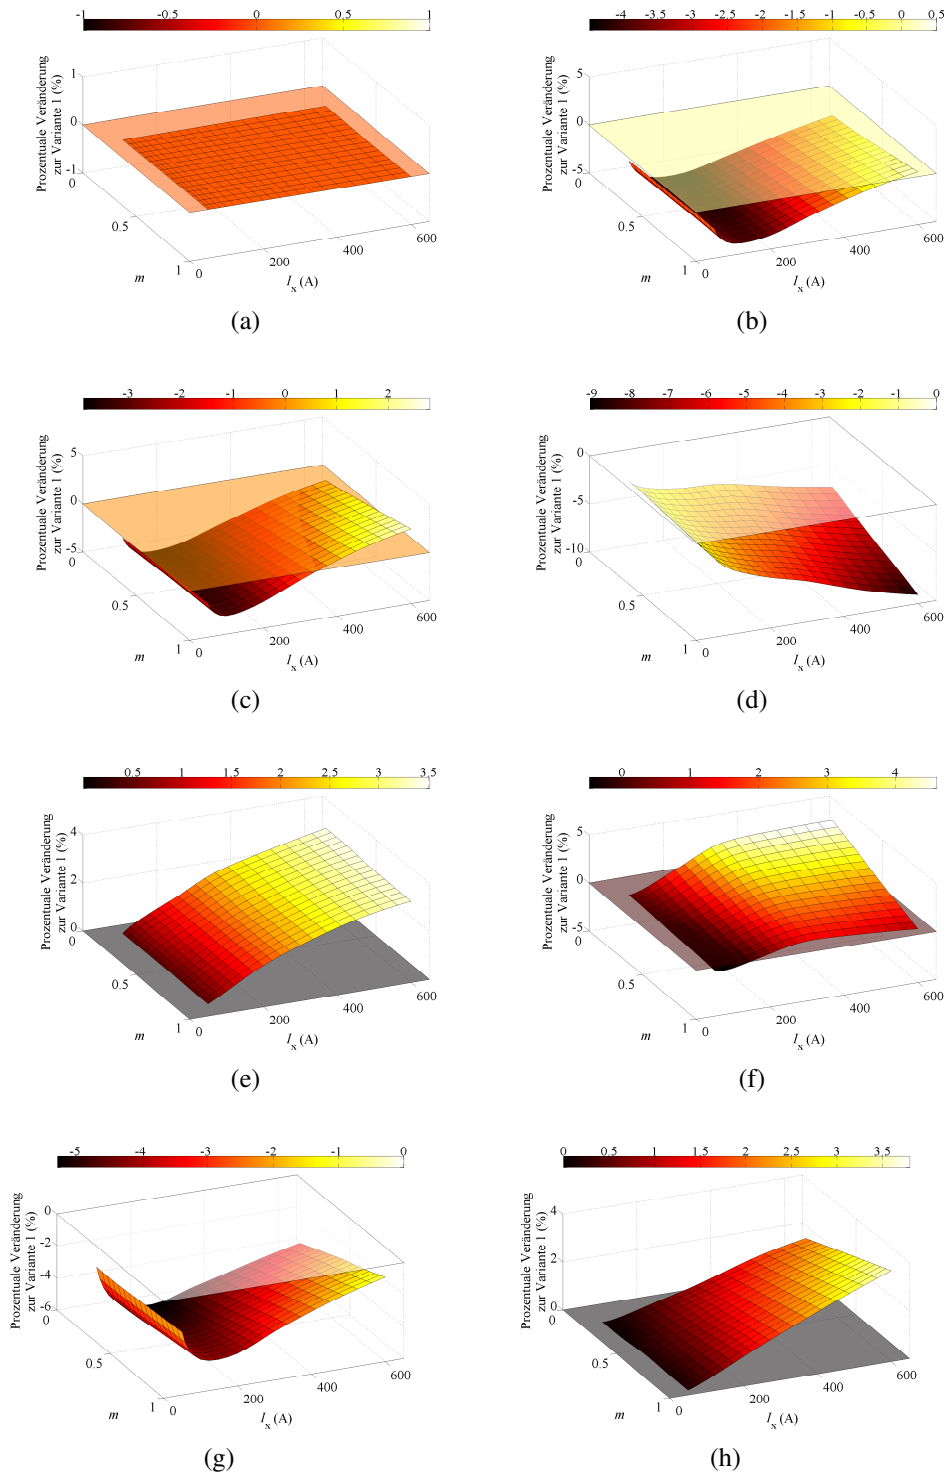 -1 -0.5 0 0.5 1
Prozentuale Veränderung
zur Variante 1 (%)
1
0
-1
0
0.5
1
m
0 200 400 600
I_x (A)
(a)
-4 -3.5 -3 -2.5 -2 -1.5 -1 -0.5 0 0.5
Prozentuale Veränderung
zur Variante 1 (%)
5
0
-5
0
0.5
1
m
0 200 400 600
I_x (A)
(b)
-3 -2 -1 0 1 2
Prozentuale Veränderung
zur Variante 1 (%)
5
0
-5
0
0.5
1
m
0 200 400 600
I_x (A)
(c)
-9 -8 -7 -6 -5 -4 -3 -2 -1 0
Prozentuale Veränderung
zur Variante 1 (%)
0
-5
-10
0
0.5
1
m
0 200 400 600
I_x (A)
(d)
0.5 1 1.5 2 2.5 3 3.5
Prozentuale Veränderung
zur Variante 1 (%)
4
2
0
0
0.5
1
m
0 200 400 600
I_x (A)
(e)
0 1 2 3 4
Prozentuale Veränderung
zur Variante 1 (%)
5
0
-5
0
0.5
1
m
0 200 400 600
I_x (A)
(f)
-5 -4 -3 -2 -1 0
Prozentuale Veränderung
zur Variante 1 (%)
0
-2
-4
-6
0
0.5
1
m
0 200 400 600
I_x (A)
(g)
0 0.5 1 1.5 2 2.5 3 3.5
Prozentuale Veränderung
zur Variante 1 (%)
4
2
0
0
0.5
1
m
0 200 400 600
I_x (A)
(h)